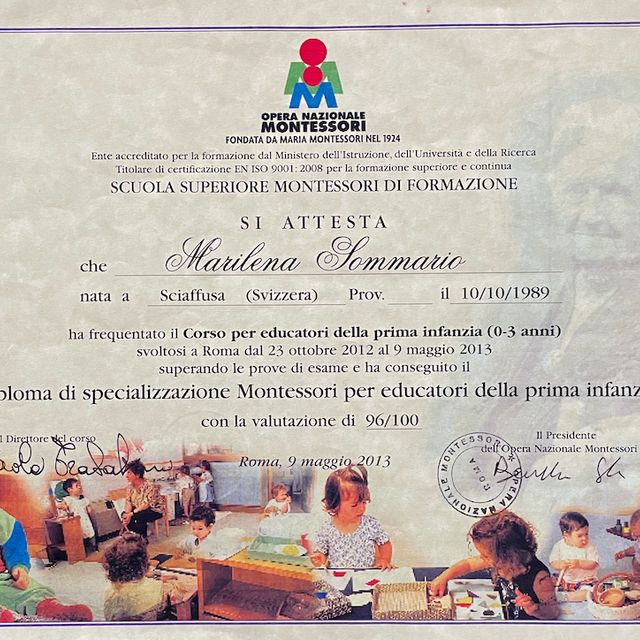 OPERA NAZIONALE
MONTESSORI
FONDATA DA MARIA MONTESSORI NEL 1924
Ente accreditato per la formazione dal Ministero dell'Istruzione, dell'Università e della Ricerca
Titolare di certificazione EN ISO 9001: 2008 per la formazione superiore e continua
SCUOLA SUPERIORE MONTESSORI DI FORMAZIONE
SI ATTESTA
che Marilena Sommario
nata a Sciaffusa (Svizzera) Prov. il 10/10/1989
ha frequentato il Corso per educatori della prima infanzia (0-3 anni)
svoltosi a Roma dal 23 ottobre 2012 al 9 maggio 2013
superando le prove di esame e ha conseguito il
ploma di specializzazione Montessori per educatori della prima infanz
con la valutazione di 96/100
l Direttore del corso
Il Presidente
dell'Opera Nazionale Montessori
Roma, 9 maggio 2013
OPERA NAZIONALE MONTESSORI
ROMA